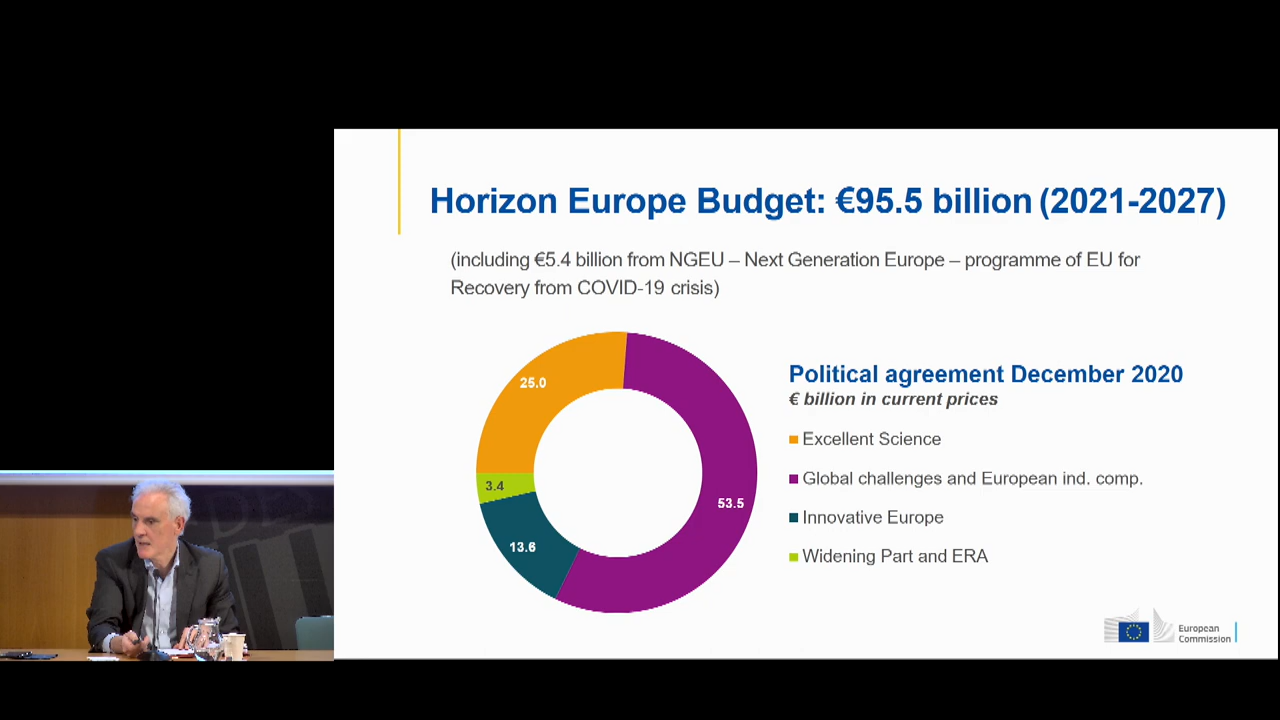 Horizon Europe Budget: €95.5 billion (2021-2027)
(including €5.4 billion from NGEU – Next Generation Europe – programme of EU for
Recovery from COVID-19 crisis)
25.0
3.4
13.6
53.5
Political agreement December 2020
€ billion in current prices
Excellent Science
Global challenges and European ind. comp.
Innovative Europe
Widening Part and ERA
European
Commission